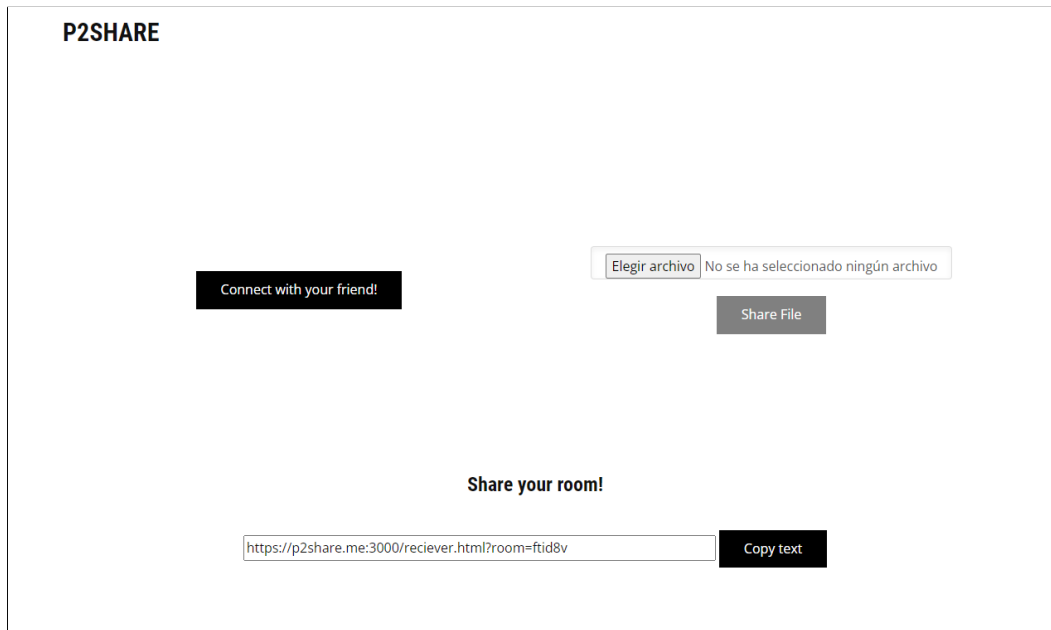 P2SHARE
Connect with your friend!
Elegir archivo No se ha seleccionado ningún archivo
Share File
Share your room!
https://p2share.me:3000/reciever.html?room=ftid8v Copy text